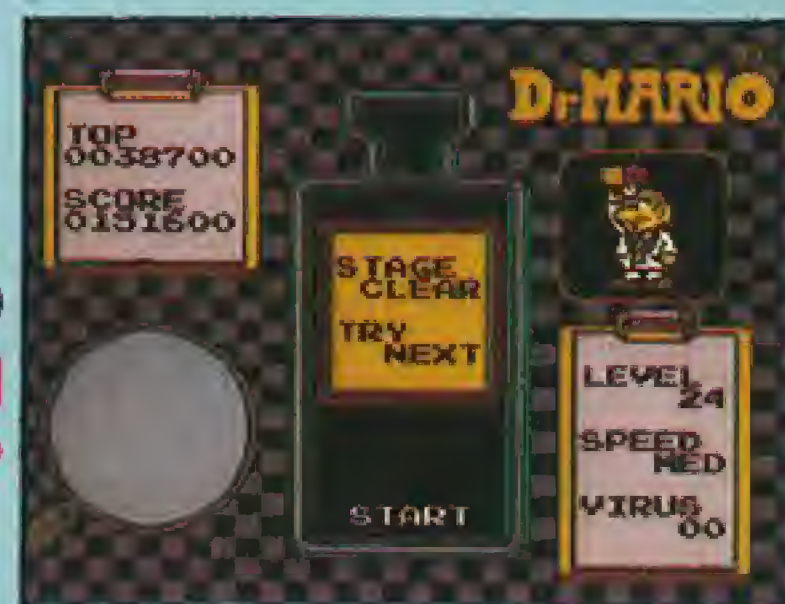 TOP
0038700
SCORE
0151600
STAGE
CLEAR
TRY
NEXT
START
Dr.MARIO
LEVEL
24
SPEED
MED
VIRUS
00